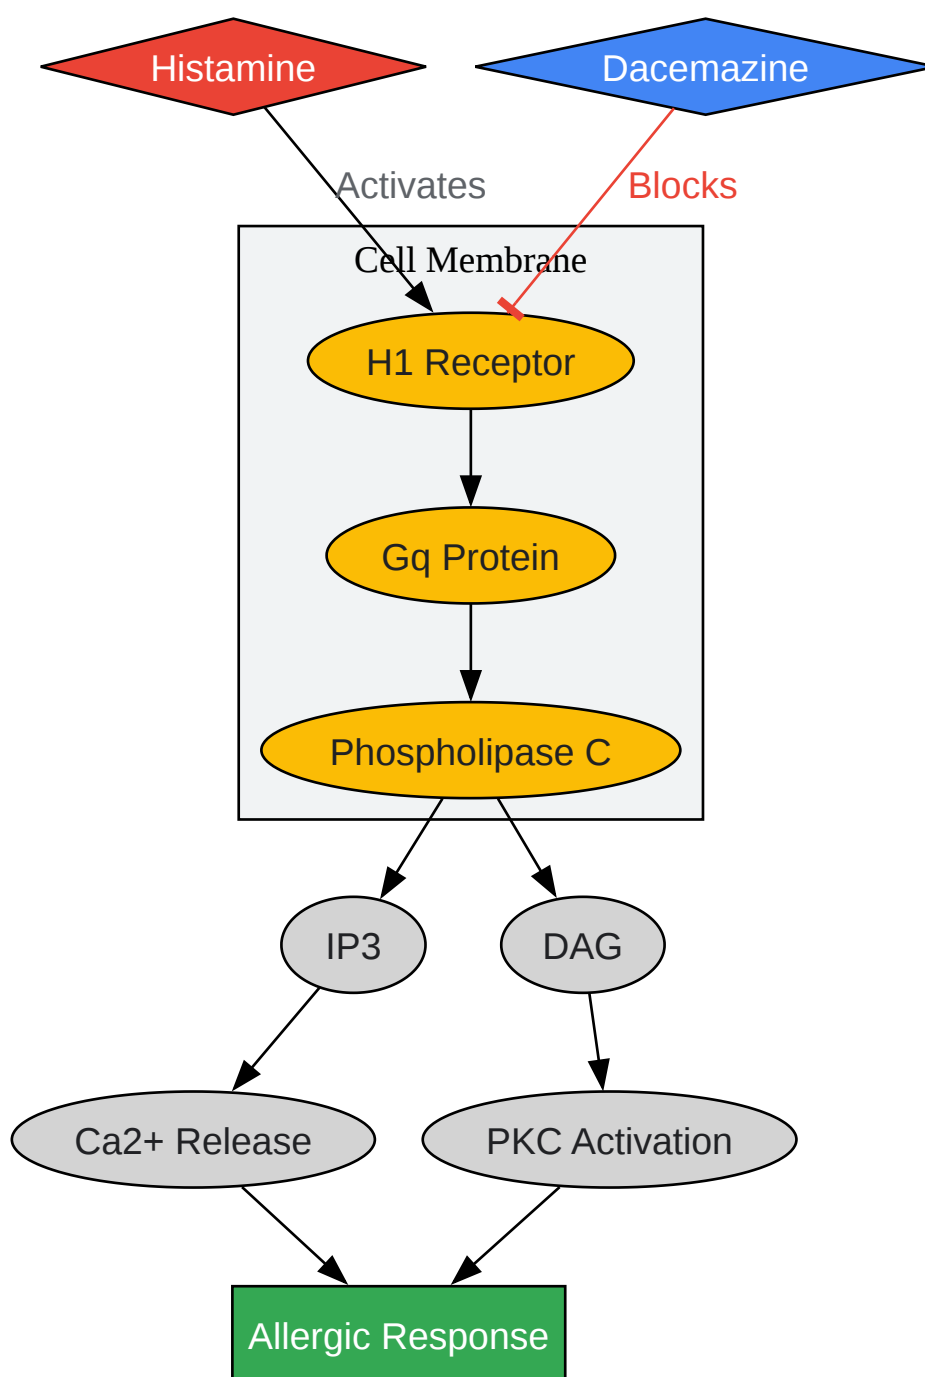 Histamine
Dacemazine
Activates
Blocks
Cell Membrane
H1 Receptor
Gq Protein
Phospholipase C
IP3
DAG
Ca2+ Release
PKC Activation
Allergic Response